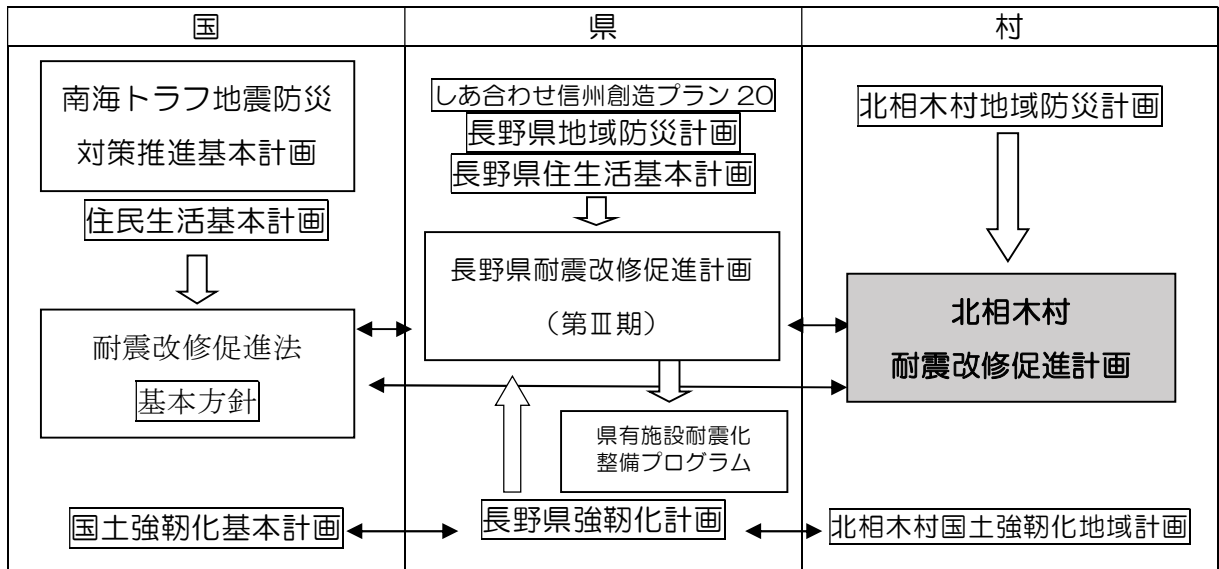 国
県
村
南海トラフ地震防災
対策推進基本計画
住民生活基本計画
耐震改修促進法
基本方針
国土強靭化基本計画
しあ合わせ信州創造プラン 20
長野県地域防災計画
長野県住生活基本計画
長野県耐震改修促進計画
（第Ⅲ期）
県有施設耐震化
整備プログラム
長野県強靭化計画
北相木村地域防災計画
北相木村
耐震改修促進計画
北相木村国土強靭化地域計画